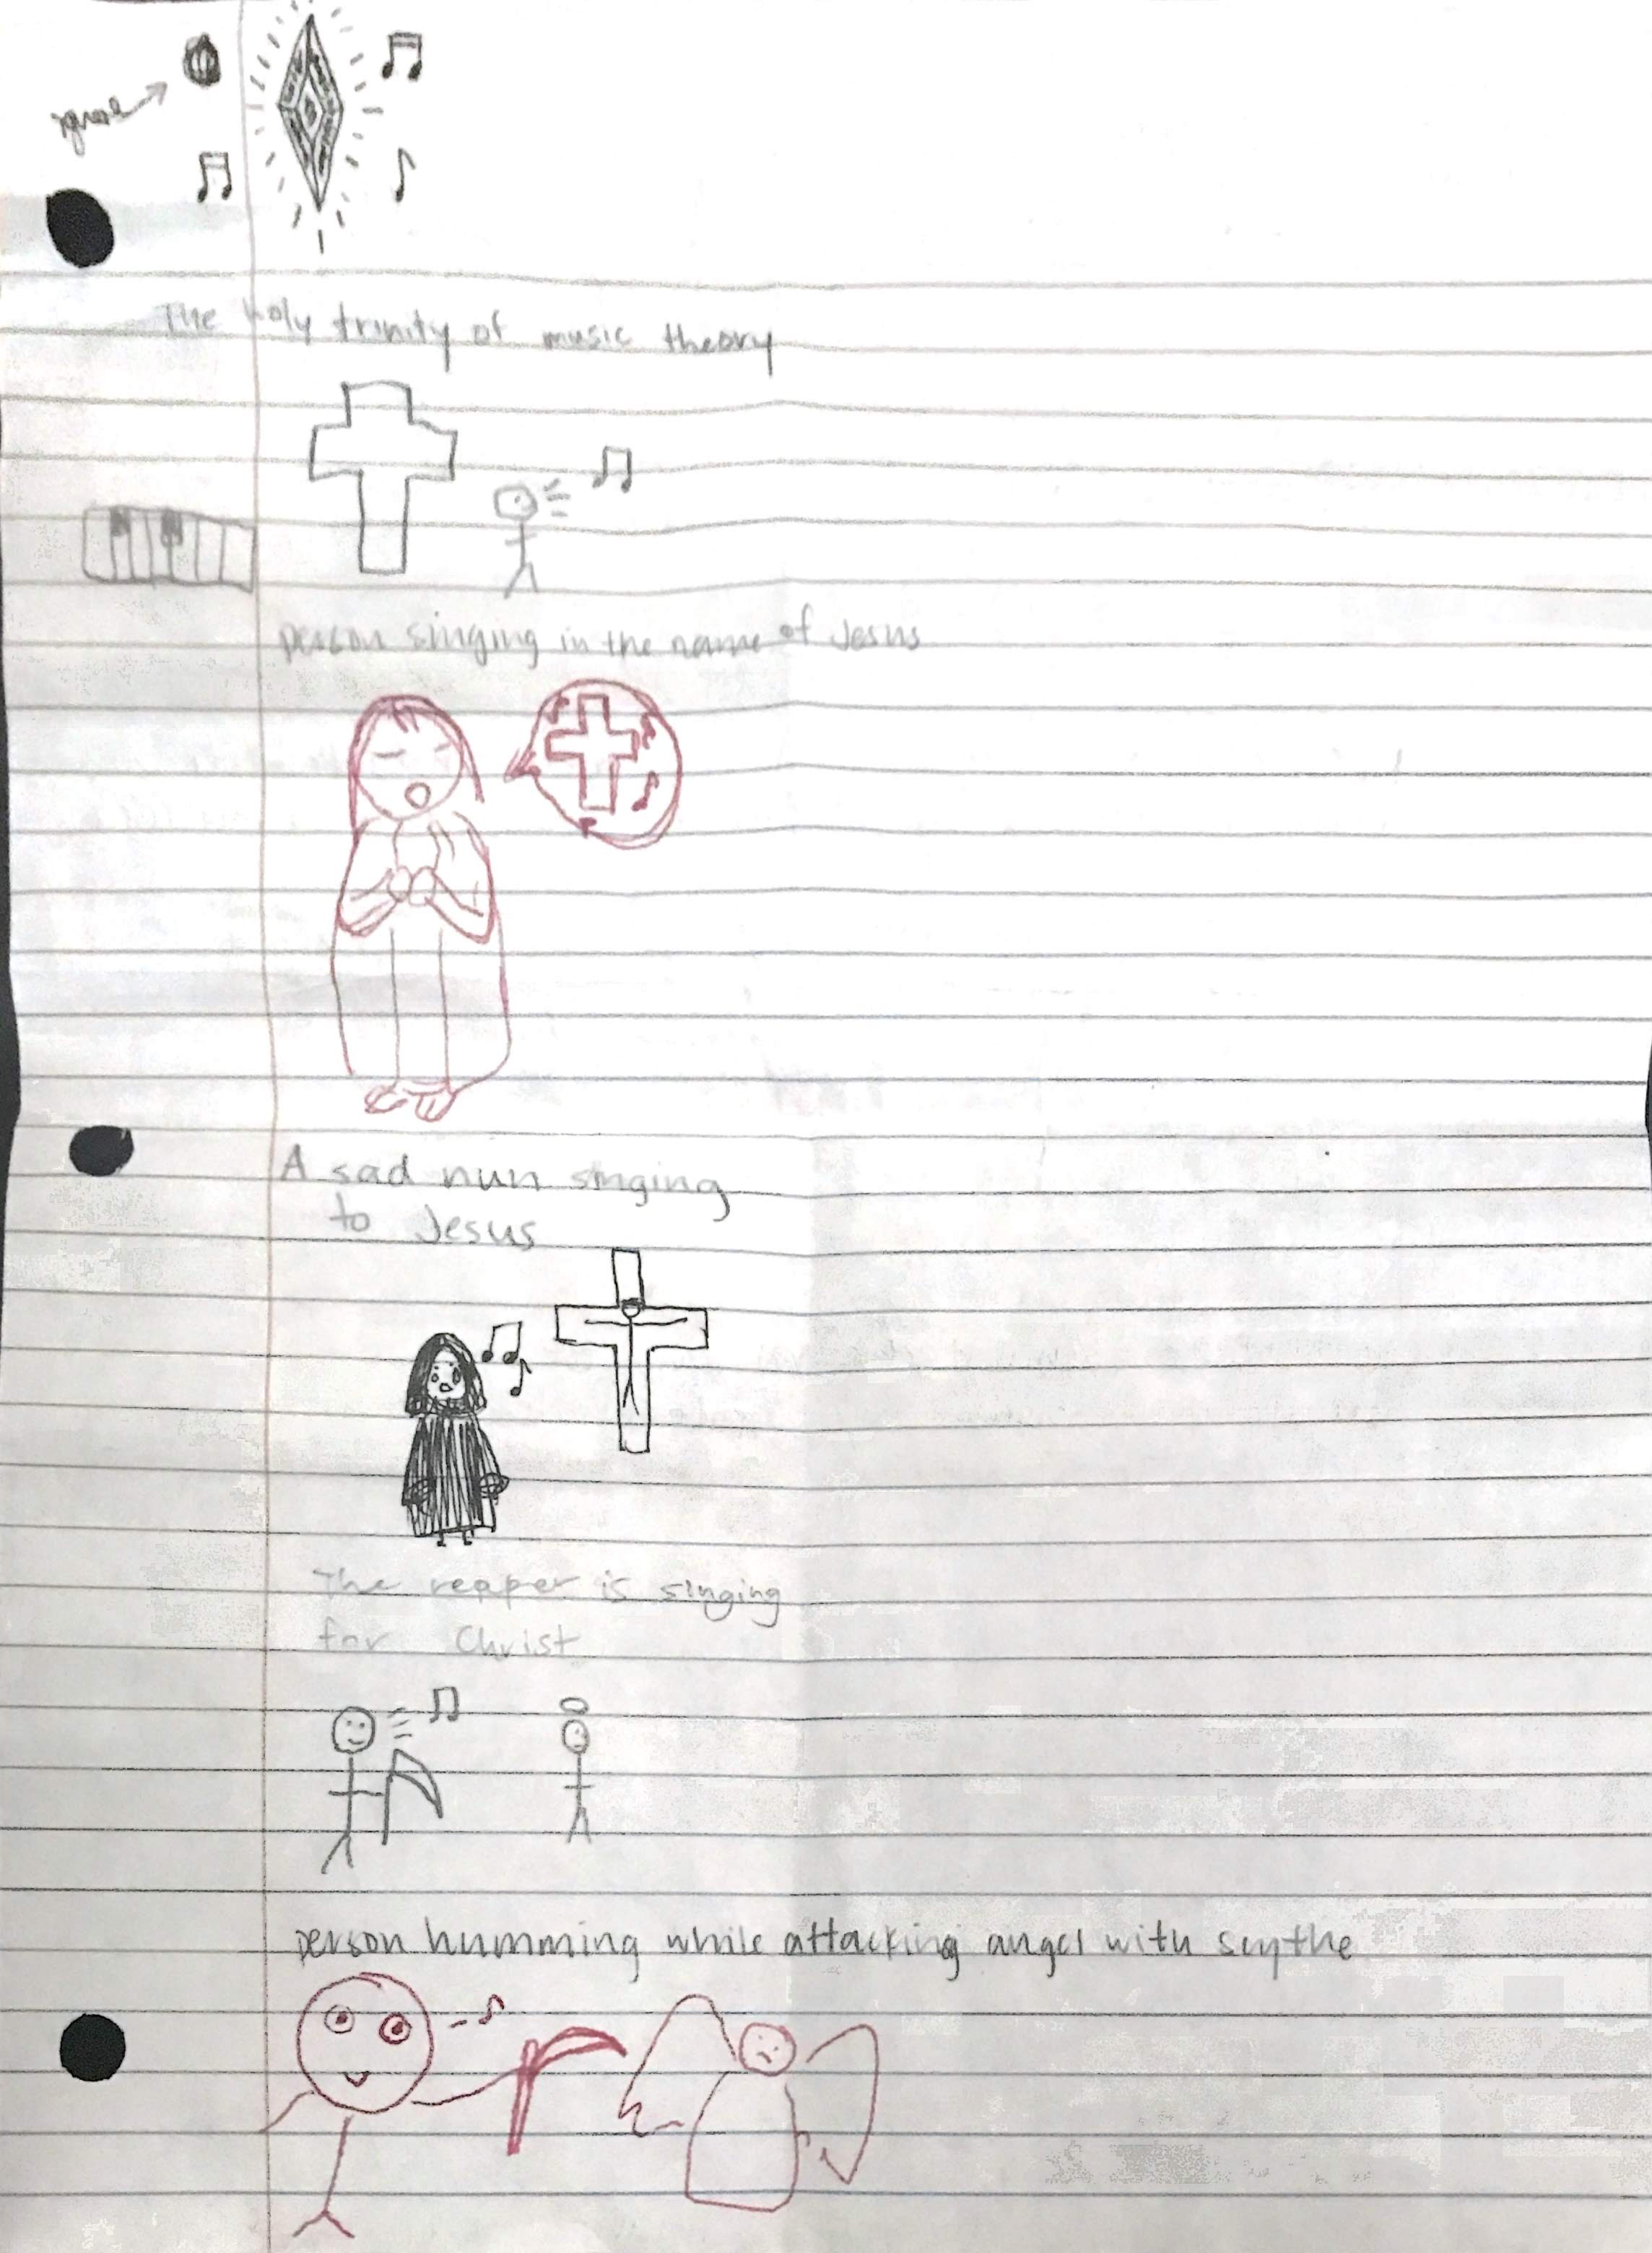 ignore
The holy trinity of music theory
person singing in the name of Jesus
A sad nun singing
to Jesus
The reaper is singing
for Christ
person humming while attacking angel with scythe